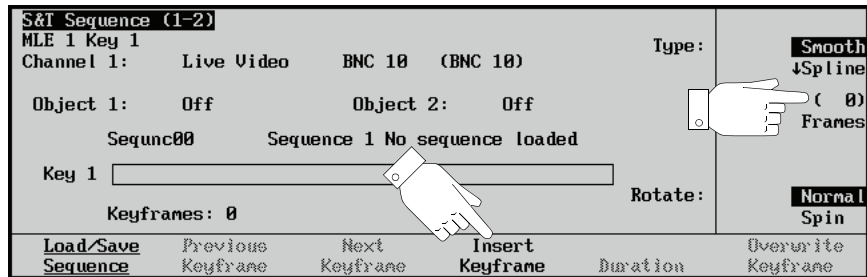 S&T Sequence (1-2)
MLE 1 Key 1
Type: Smooth
Channel 1: Live Video BNC 10 (BNC 10)
↓Spline
Object 1: Off Object 2: Off
( 0)
Frames
Sequnc00 Sequence 1 No sequence loaded
Key 1
Rotate: Normal
Keyframes: 0
Spin
Load/Save Previous Next Insert Overwrite
Sequence Keyframe Keyframe Keyframe Duration Keyframe